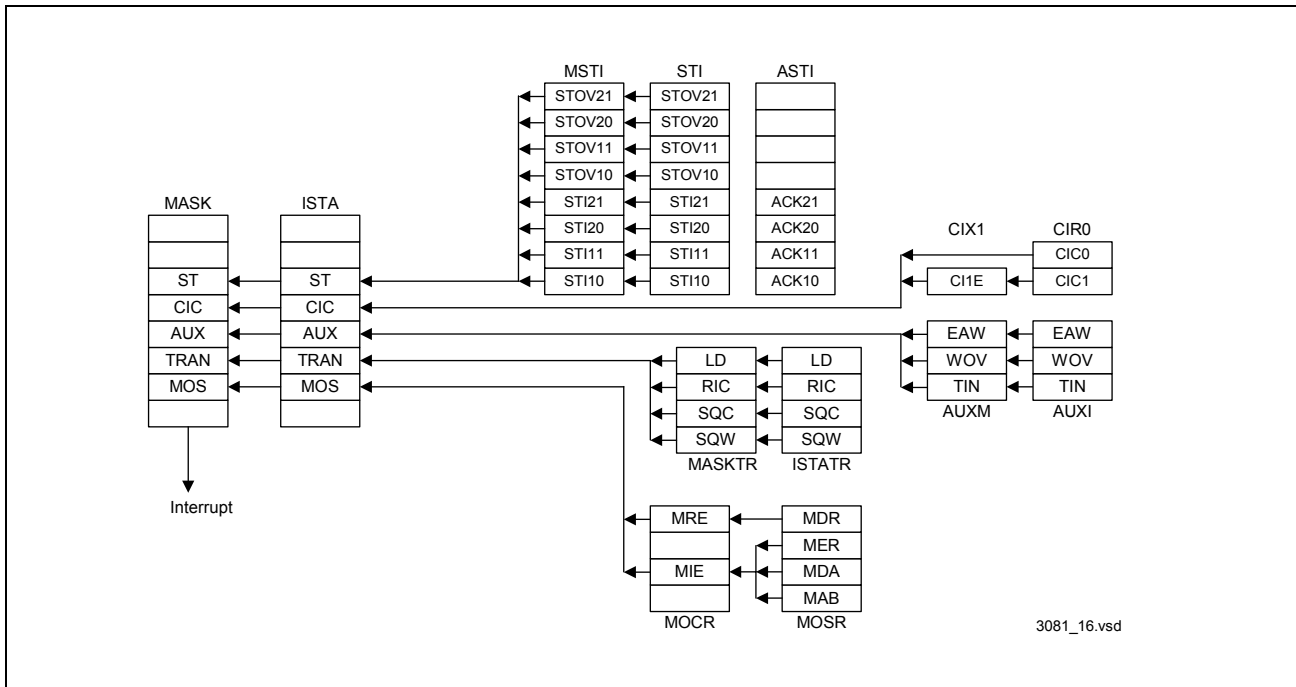 MSTI STI ASTI
STOV21 STOV21
STOV20 STOV20
STOV11 STOV11
STOV10 STOV10
MASK ISTA STI21 STI21 ACK21
STI20 STI20 ACK20 CIX1 CIR0
STI11 STI11 ACK11 CIC0
ST ST STI10 STI10 ACK10 CI1E CIC1
CIC CIC
AUX AUX EAW EAW
TRAN TRAN LD LD WOV WOV
MOS MOS RIC RIC TIN TIN
SQC SQC AUXM AUXI
SQW SQW
MASKTR ISTATR
Interrupt
MRE MDR
MER
MIE MDA
MAB
MOCR MOSR
3081_16.vsd